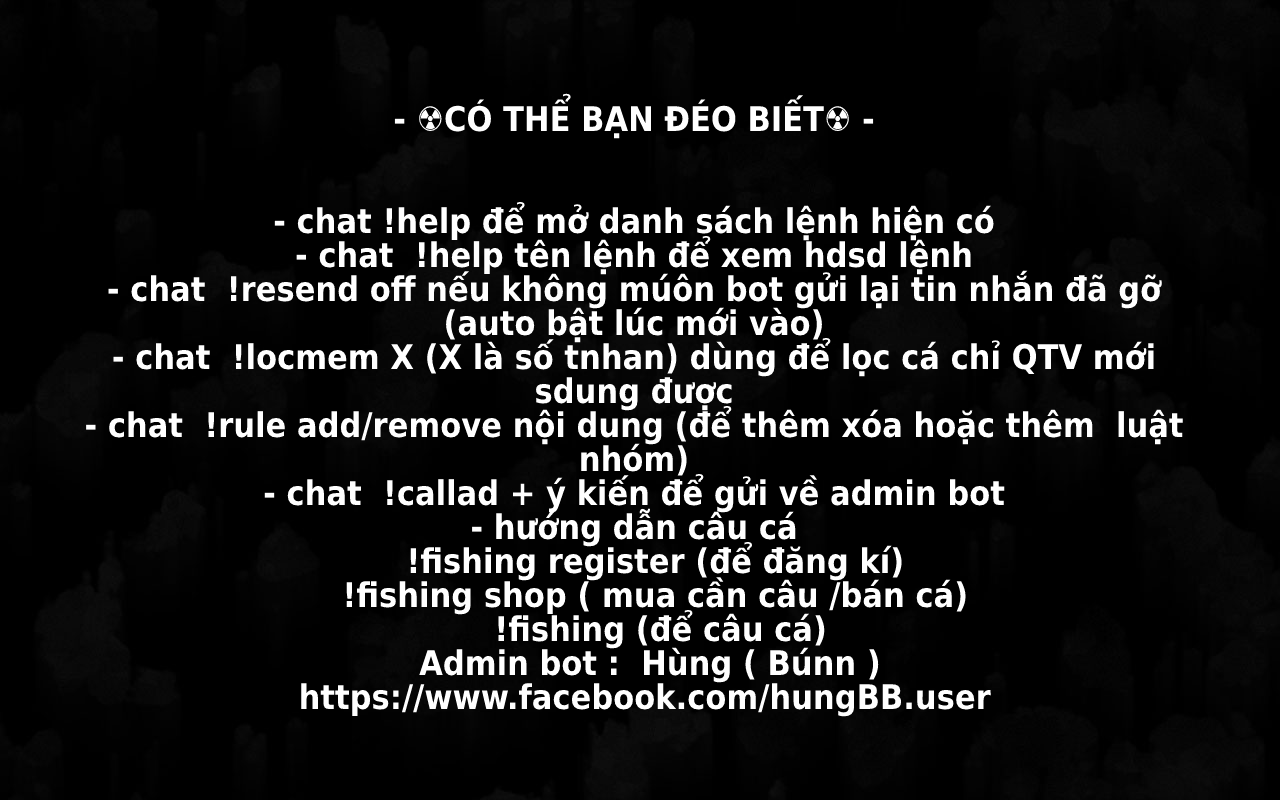 - ☢CÓ THỂ BẠN ĐÉO BIẾT☢ -
- chat !help để mở danh sách lệnh hiện có
- chat  !help tên lệnh để xem hdsd lệnh
- chat  !resend off nếu không múôn bot gửi lại tin nhắn đã gỡ
(auto bật lúc mới vào)
- chat  !locmem X (X là số tnhan) dùng để lọc cá chỉ QTV mới
sdung được
- chat  !rule add/remove nội dung (để thêm xóa hoặc thêm  luật
nhóm)
- chat  !callad + ý kiến để gửi về admin bot
- hướng dẫn câu cá
!fishing register (để đăng kí)
!fishing shop ( mua cần câu /bán cá)
!fishing (để câu cá)
Admin bot :  Hùng ( Búnn )
https://www.facebook.com/hungBB.user